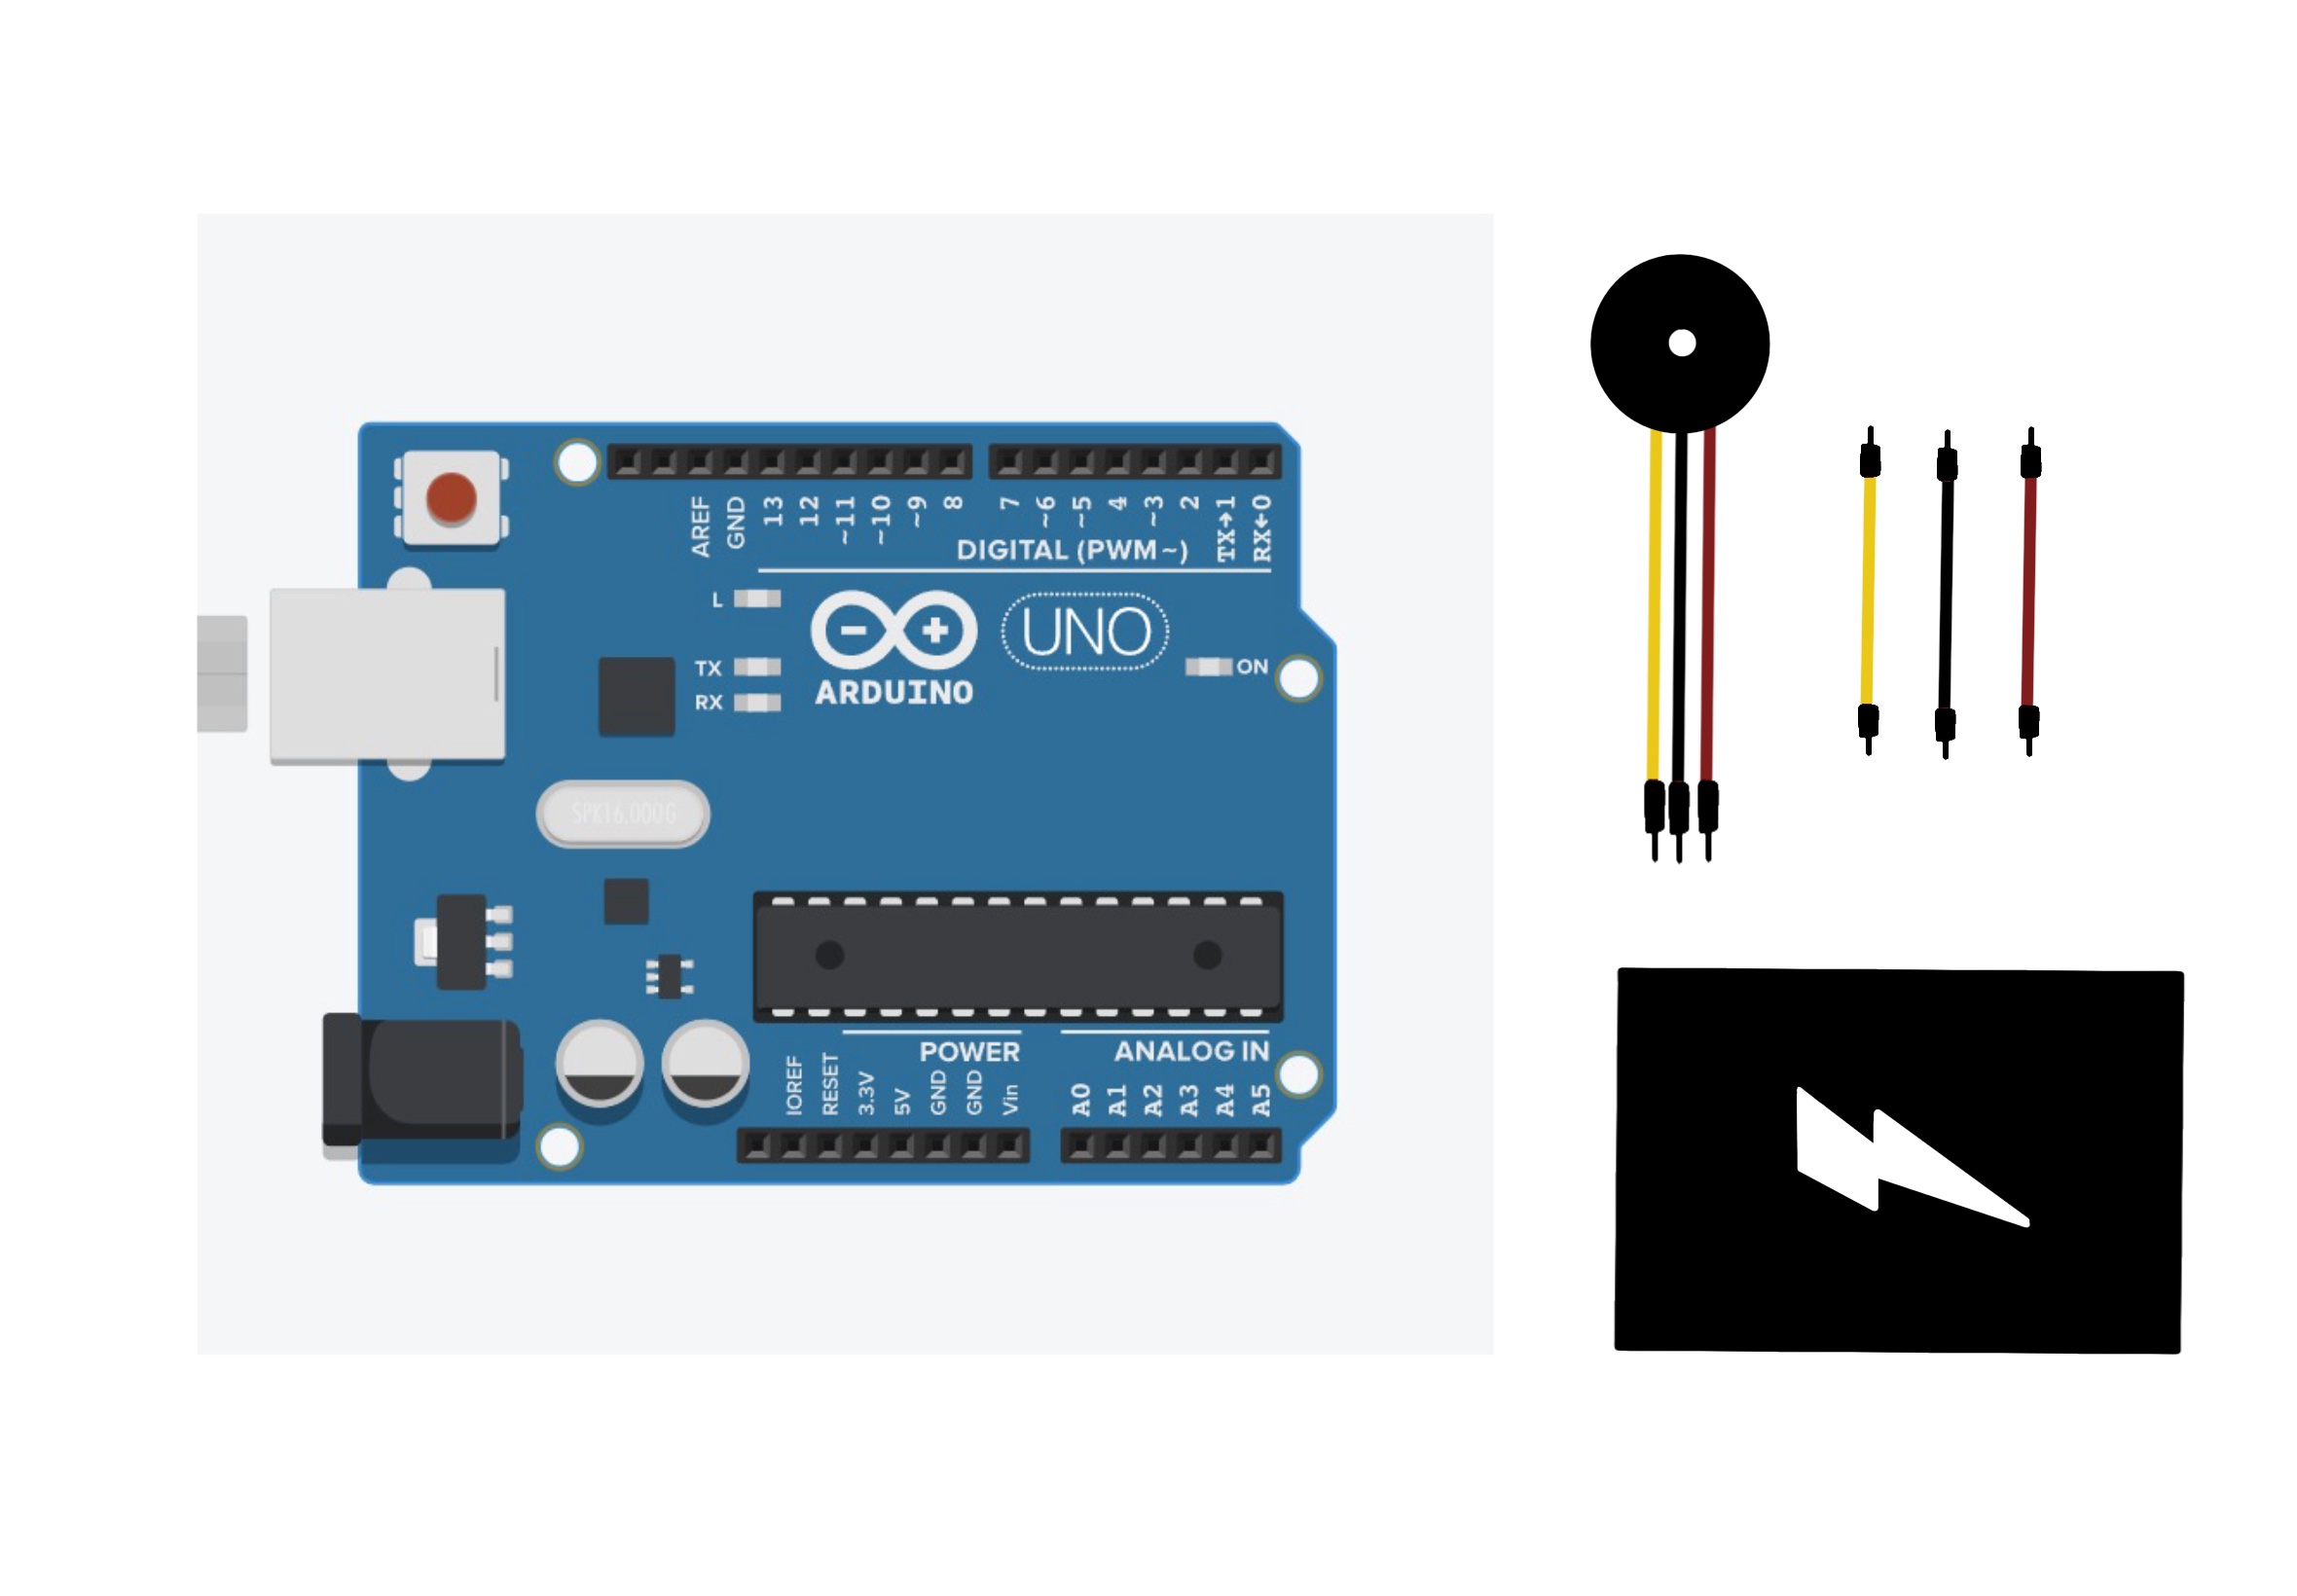 AREF
GND
13
12
~11
~10
~9
8
7
~6
~5
4
~3
2
TX→1
RX←0
DIGITAL (PWM~)
L
UNO
TX
ON
RX
ARDUINO
SPK16.000G
POWER
ANALOG IN
IOREF
RESET
3.3V
5V
GND
GND
Vin
A0
A1
A2
A3
A4
A5